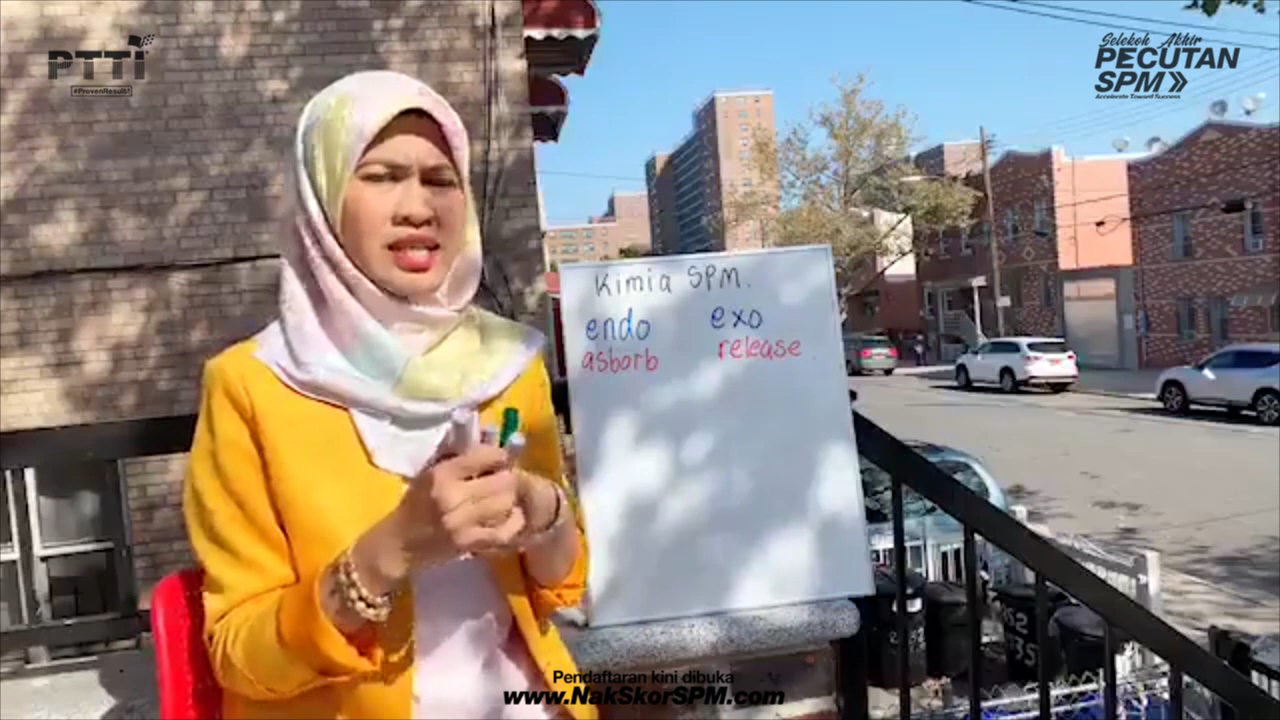 PTTI
#ProvenResult!
Selekoh Akhir
PECUTAN
SPM
Accelerate Toward Success
Kimia SPM.
endo exo
asborb release
Pendaftaran kini dibuka
www.NakSkorSPM.com